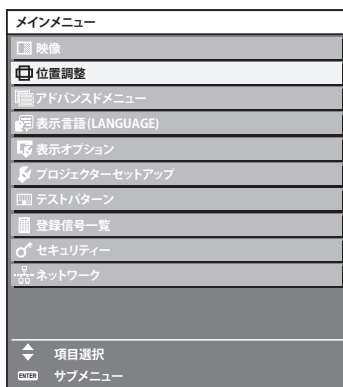 メインメニュー
映像
位置調整
アドバンスドメニュー
表示言語(LANGUAGE)
表示オプション
プロジェクターセットアップ
テストパターン
登録信号一覧
セキュリティー
ネットワーク
項目選択
ENTER サブメニュー